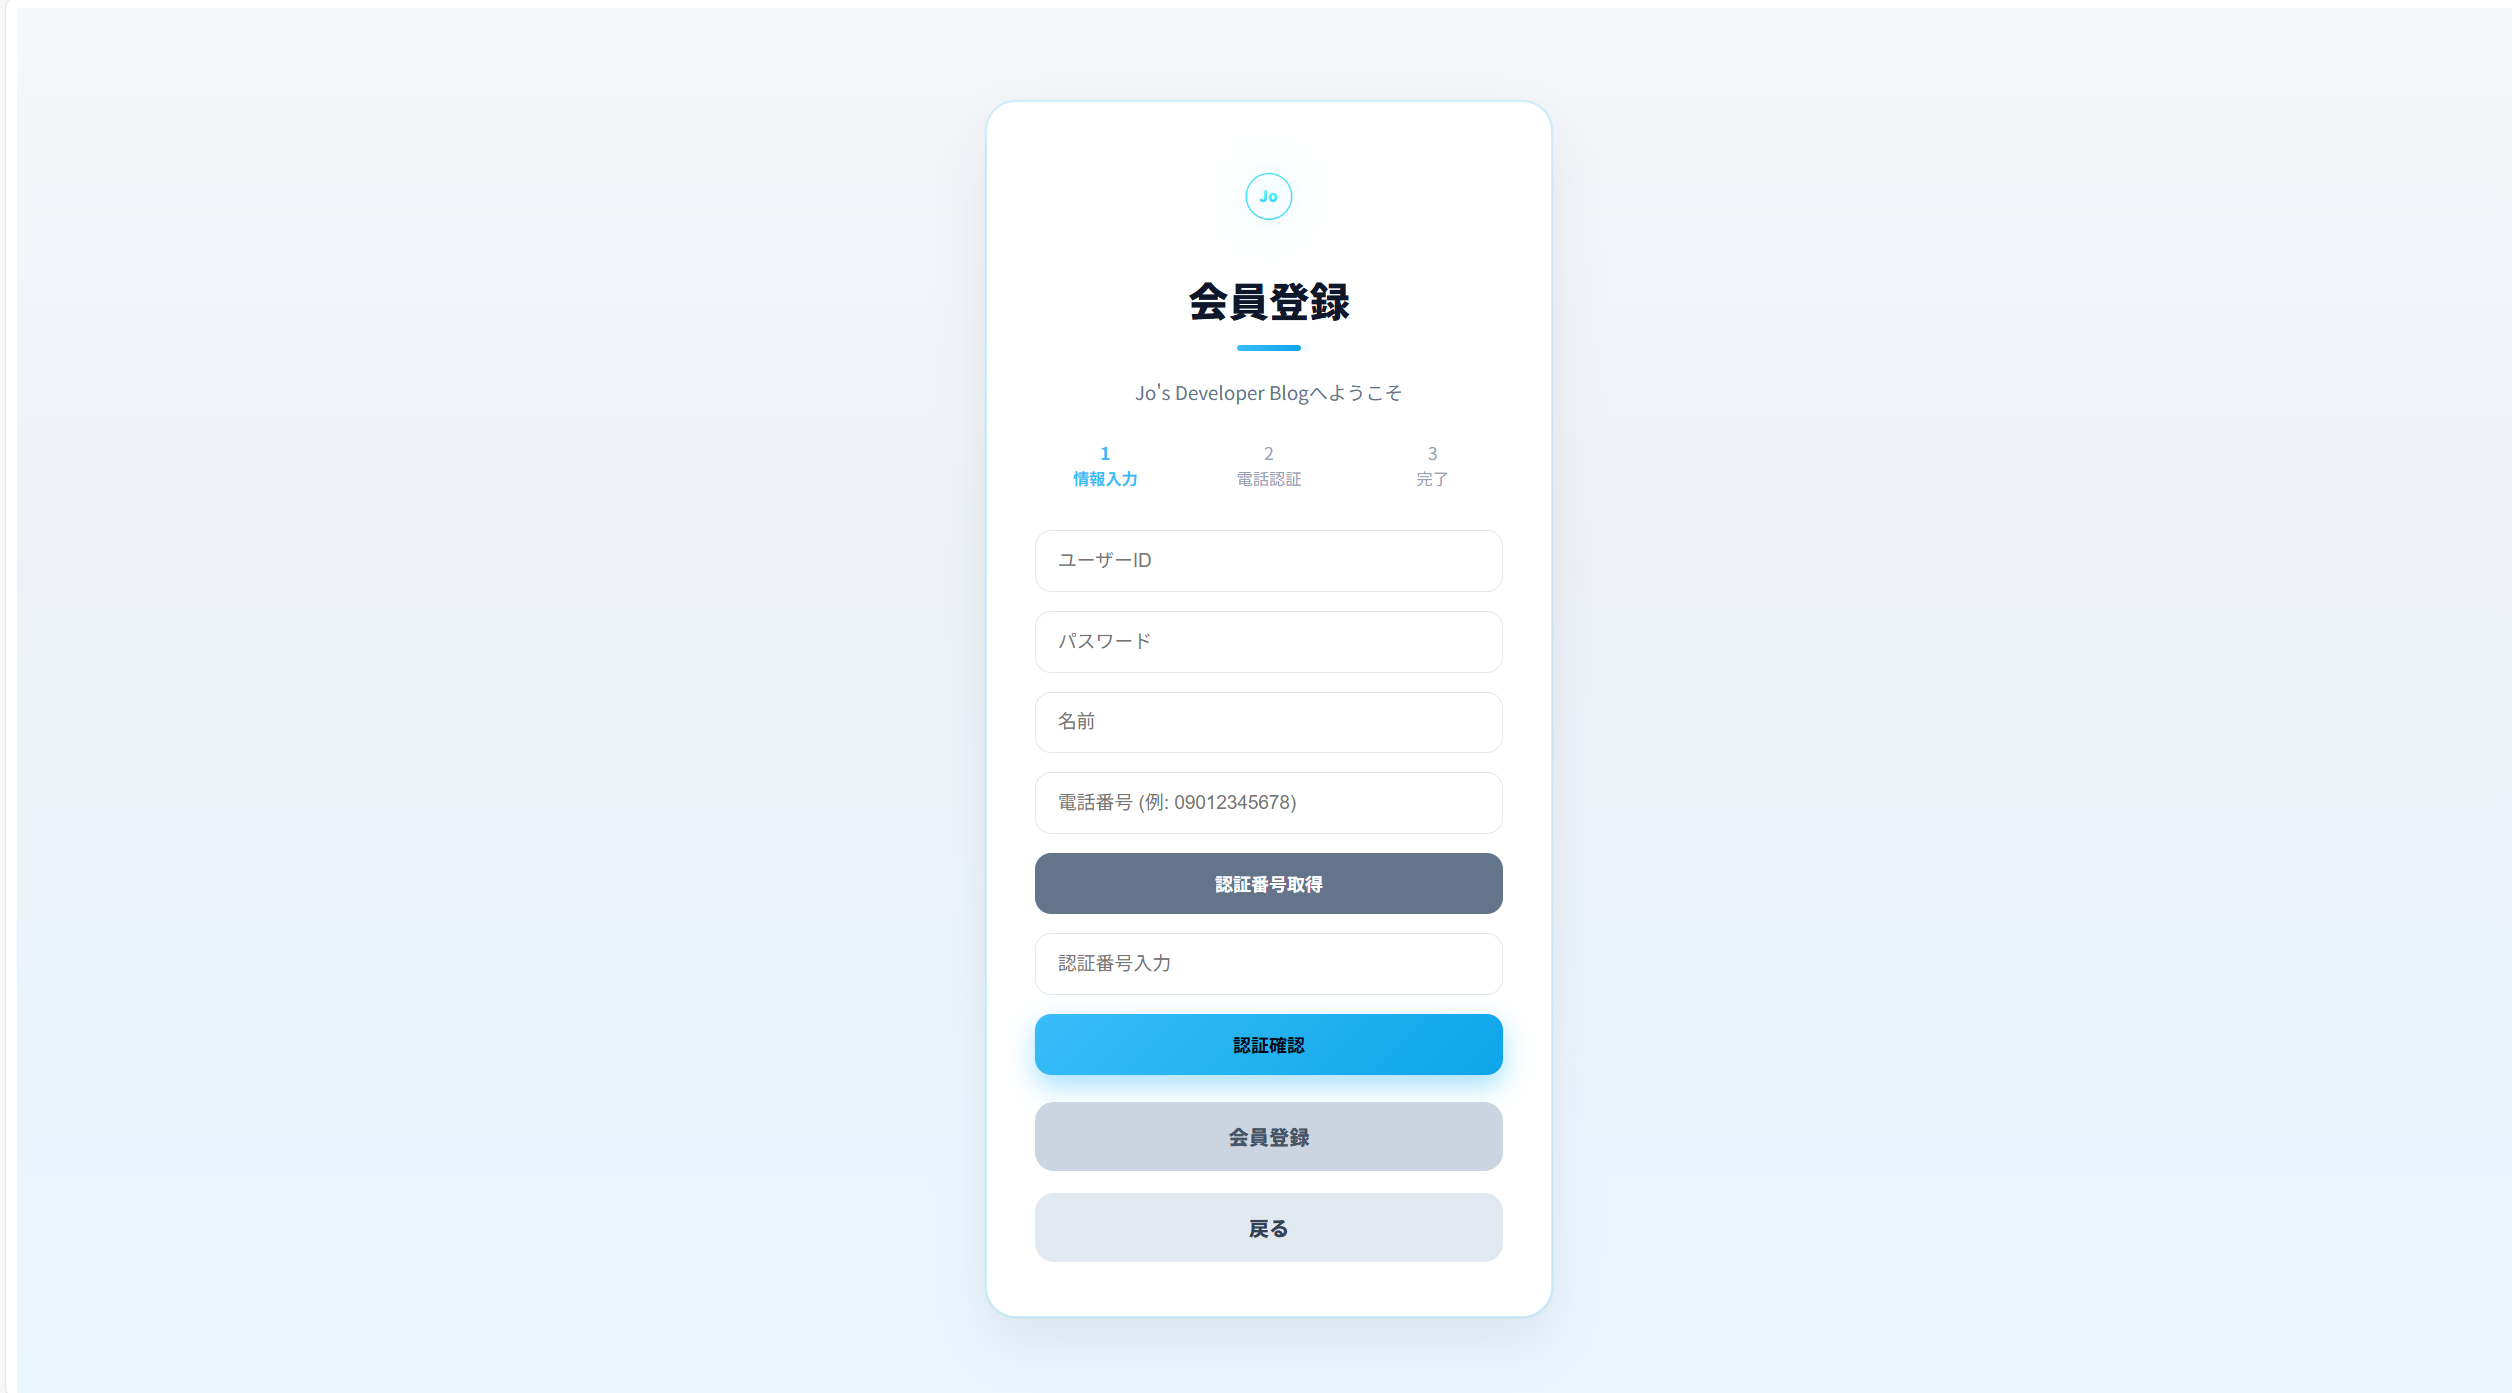 Jo
会員登録
Jo's Developer Blogへようこそ
1
情報入力
2
電話認証
3
完了
ユーザーID
パスワード
名前
電話番号 (例: 09012345678)
認証番号取得
認証番号入力
認証確認
会員登録
戻る